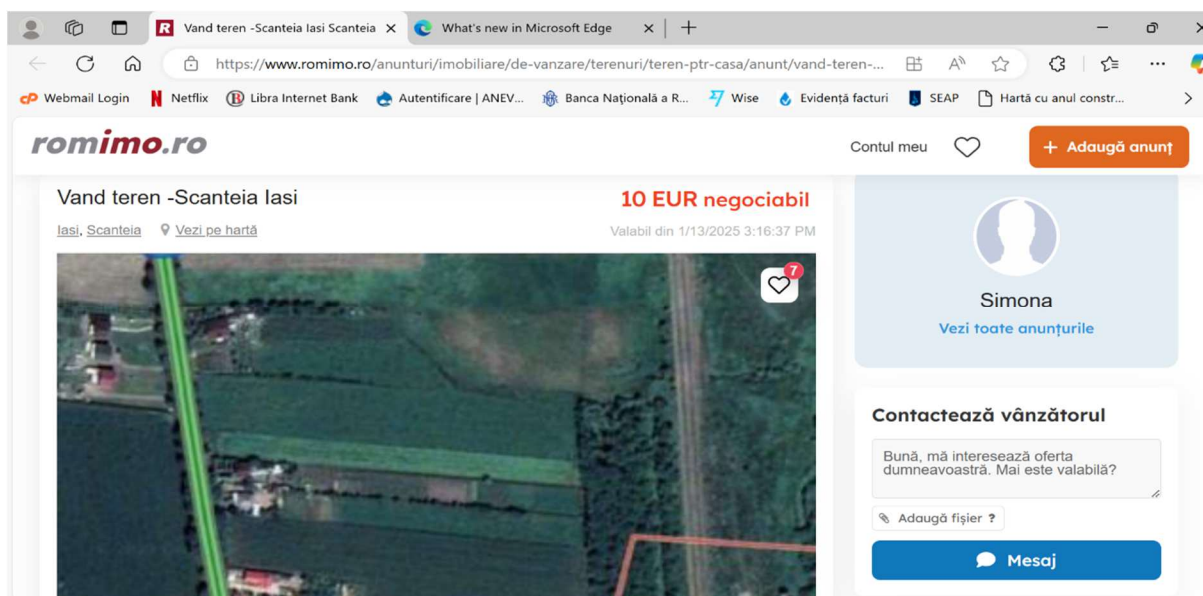 Vand teren -Scanteia Iasi Scanteia
What's new in Microsoft Edge
https://www.romimo.ro/anunturi/imobiliare/de-vanzare/terenuri/teren-ptr-casa/anunt/vand-teren-...
Webmail Login Netflix Libra Internet Bank Autentificare | ANEV... Banca Națională a R... Wise Evidență facturi SEAP Hartă cu anul constr...
romimo.ro
Contul meu
+ Adaugă anunț
Vand teren -Scanteia Iasi
10 EUR negociabil
Iasi, Scanteia Vezi pe hartă
Valabil din 1/13/2025 3:16:37 PM
7
Simona
Vezi toate anunțurile
Contactează vânzătorul
Bună, mă interesează oferta
dumneavoastră. Mai este valabilă?
Adaugă fișier ?
Mesaj